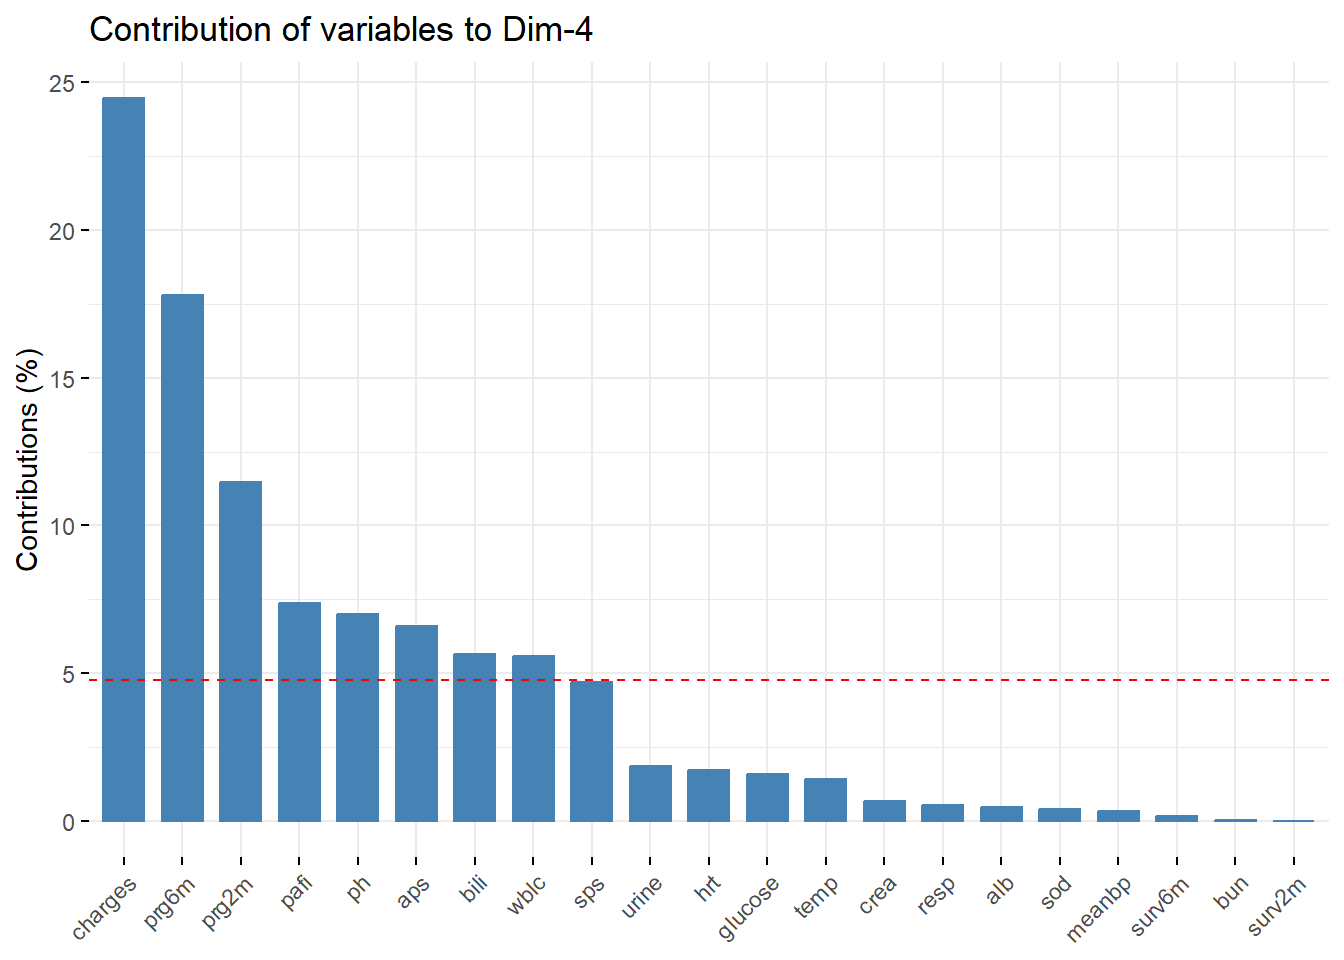 Contribution of variables to Dim-4
Contributions (%)
25
20
15
10
5
0
charges
prg6m
prg2m
pafi
ph
aps
bili
wblc
sps
urine
hrt
glucose
temp
crea
resp
alb
sod
meanbp
surv6m
bun
surv2m